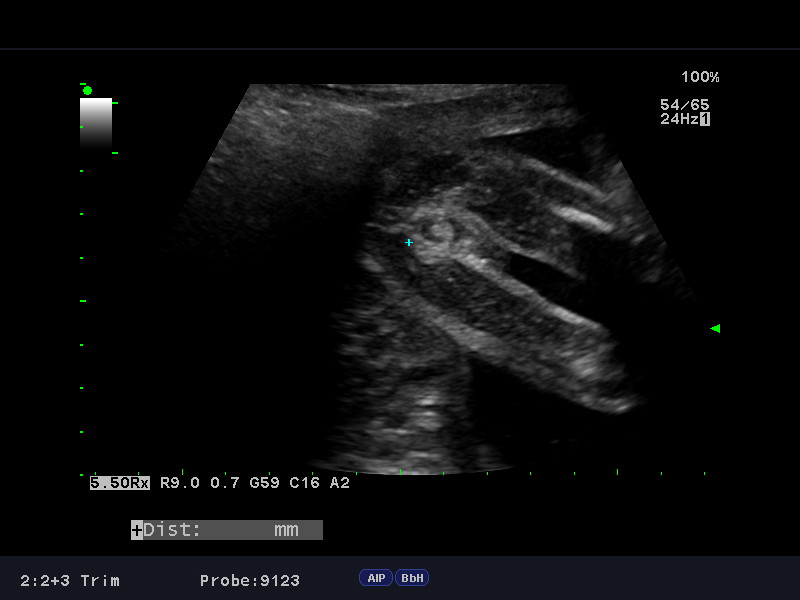 100%
54/65
24Hz1
5.50Rx R9.0 0.7 G59 C16 A2
+Dist: mm
2:2+3 Trim Probe:9123 AIP BbH